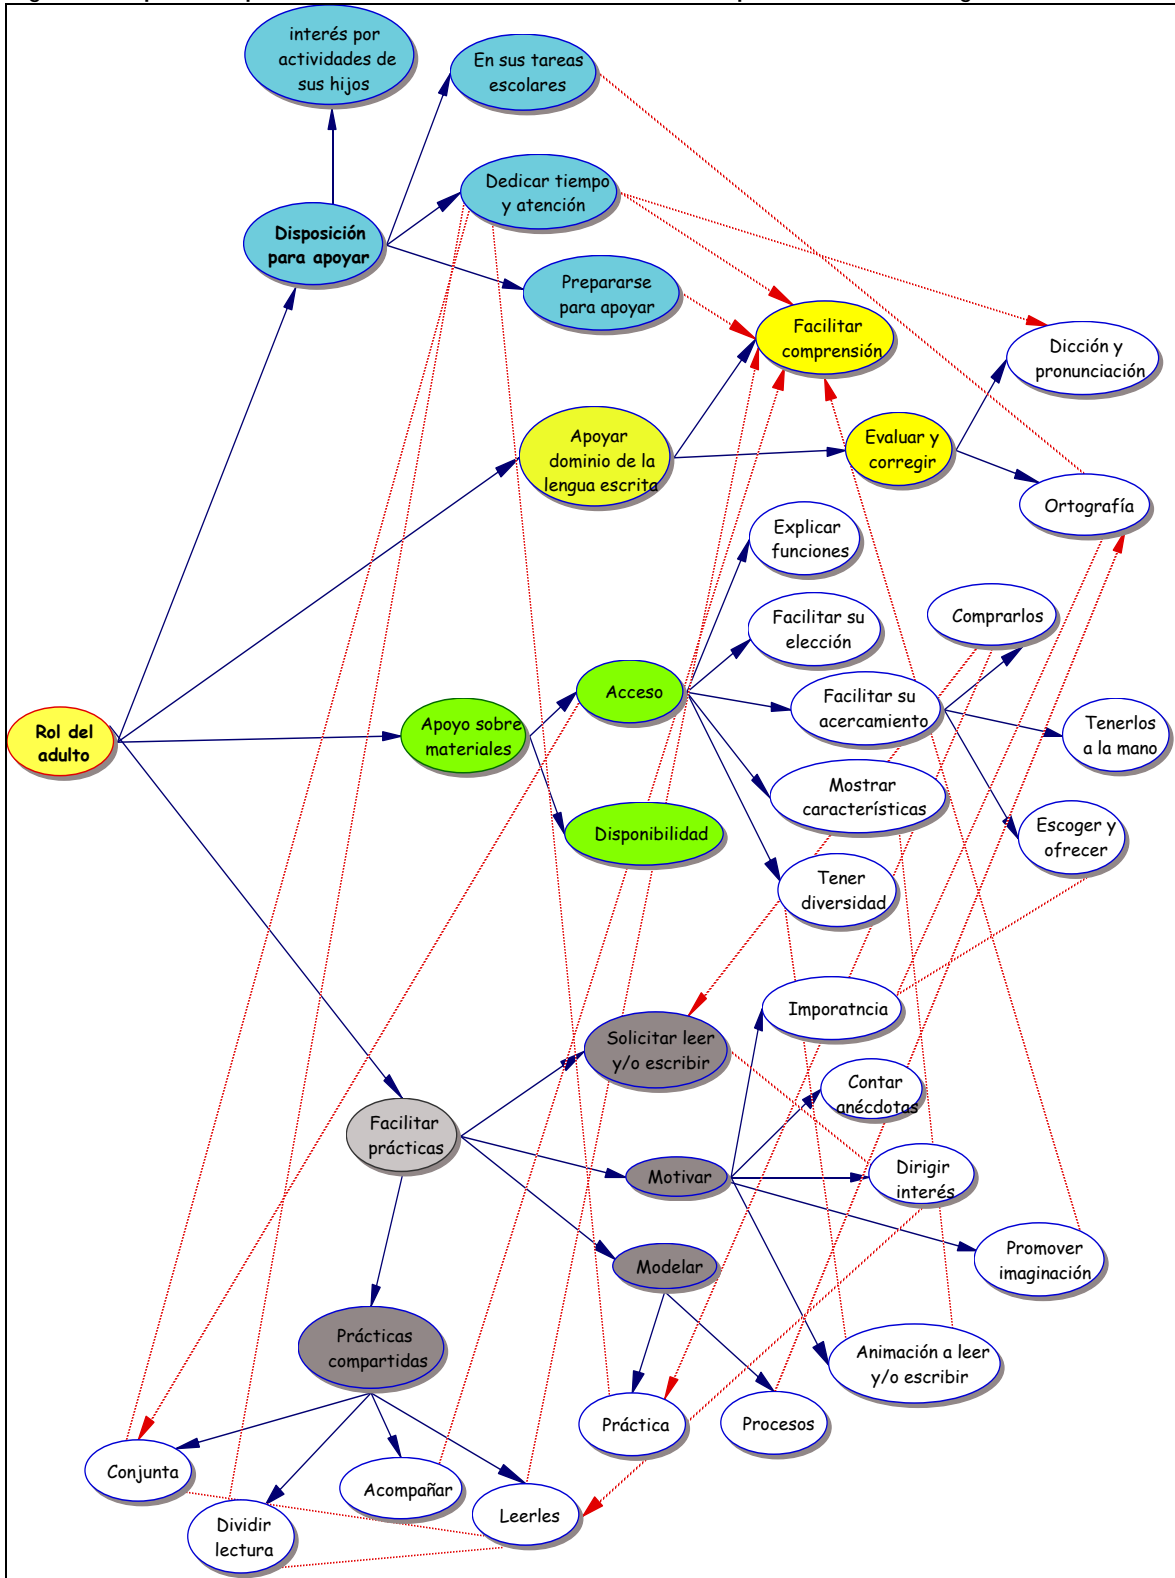 interés por
actividades de
sus hijos
En sus tareas
escolares
Dedicar tiempo
y atención
Disposición
para apoyar
Prepararse
para apoyar
Facilitar
comprensión
Dicción y
pronunciación
Apoyar
dominio de la
lengua escrita
Evaluar y
corregir
Ortografía
Explicar
funciones
Facilitar su
elección
Comprarlos
Acceso
Facilitar su
acercamiento
Rol del
adulto
Apoyo sobre
materiales
Tenerlos
a la mano
Mostrar
características
Disponibilidad
Escoger y
ofrecer
Tener
diversidad
Imporatncia
Solicitar leer
y/o escribir
Contar
anécdotas
Facilitar
prácticas
Motivar
Dirigir
interés
Modelar
Promover
imaginación
Prácticas
compartidas
Animación a leer
y/o escribir
Práctica
Procesos
Conjunta
Acompañar
Leerles
Dividir
lectura